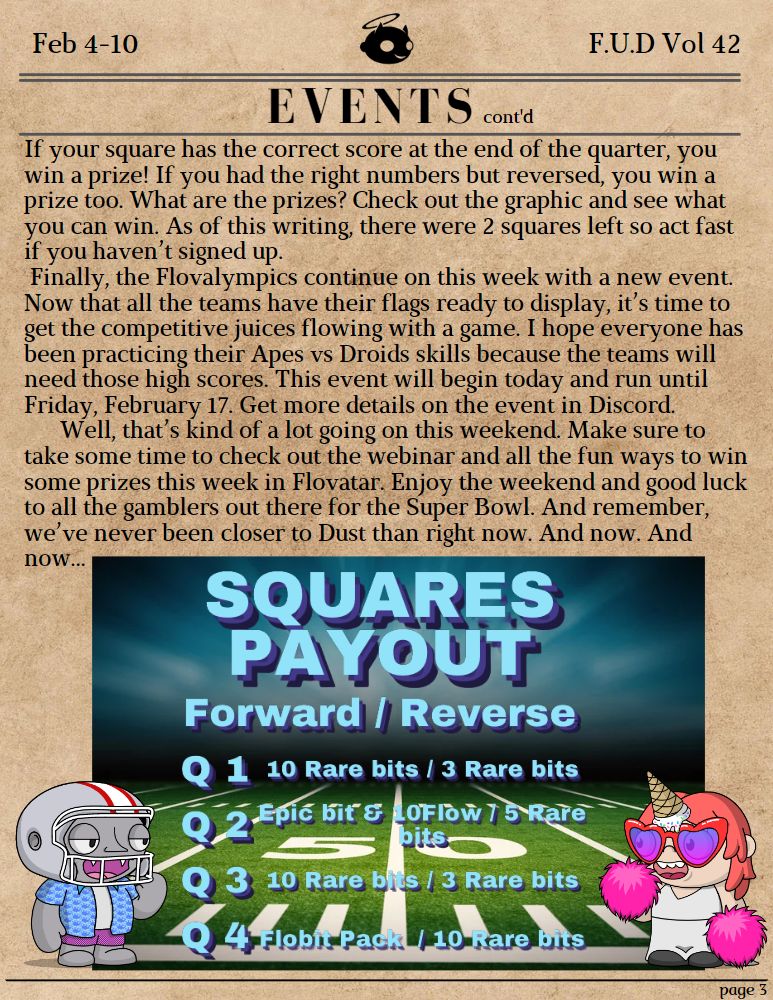 Feb 4-10
F.U.D Vol 42
EVENTS cont'd
If your square has the correct score at the end of the quarter, you
win a prize! If you had the right numbers but reversed, you win a
prize too. What are the prizes? Check out the graphic and see what
you can win. As of this writing, there were 2 squares left so act fast
if you haven’t signed up.
Finally, the Flovalympics continue on this week with a new event.
Now that all the teams have their flags ready to display, it’s time to
get the competitive juices flowing with a game. I hope everyone has
been practicing their Apes vs Droids skills because the teams will
need those high scores. This event will begin today and run until
Friday, February 17. Get more details on the event in Discord.
Well, that’s kind of a lot going on this weekend. Make sure to
take some time to check out the webinar and all the fun ways to win
some prizes this week in Flovatar. Enjoy the weekend and good luck
to all the gamblers out there for the Super Bowl. And remember,
we’ve never been closer to Dust than right now. And now. And
now...
SQUARES
PAYOUT
Forward / Reverse
Q 1 10 Rare bits / 3 Rare bits
Q 2 Epic bit & 10Flow / 5 Rare
bits
Q 3 10 Rare bits / 3 Rare bits
Q 4 Flobit Pack / 10 Rare bits
50
page 3